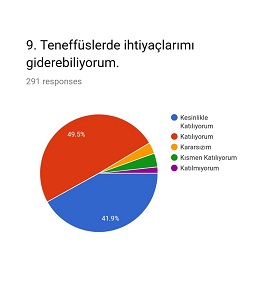 9. Teneffüslerde ihtiyaçlarımı
giderebiliyorum.
291 responses
Kesinlikle
Katılıyorum
Katılıyorum
Kararsızım
Kısmen Katılıyorum
Katılmıyorum
49.5%
41.9%